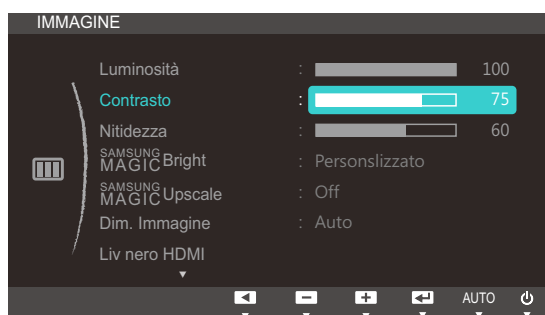 IMMAGINE
Luminosità : 100
Contrasto : 75
Nitidezza : 60
SAMSUNG MAGIC Bright : Personslizzato
SAMSUNG MAGIC Upscale : Off
Dim. Immagine : Auto
Liv nero HDMI
AUTO